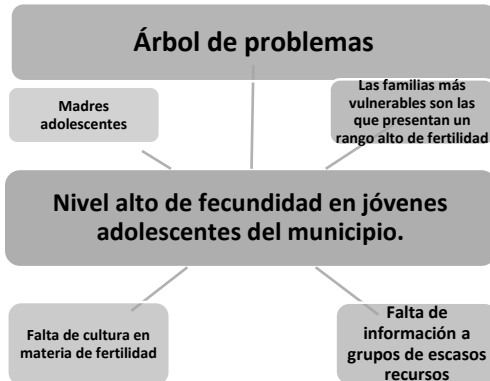 Árbol de problemas
Madres
adolescentes
Las familias más
vulnerables son las
que presentan un
rango alto de fertilidad
Nivel alto de fecundidad en jóvenes
adolescentes del municipio.
Falta de cultura en
materia de fertilidad
Falta de
información a
grupos de escasos
recursos